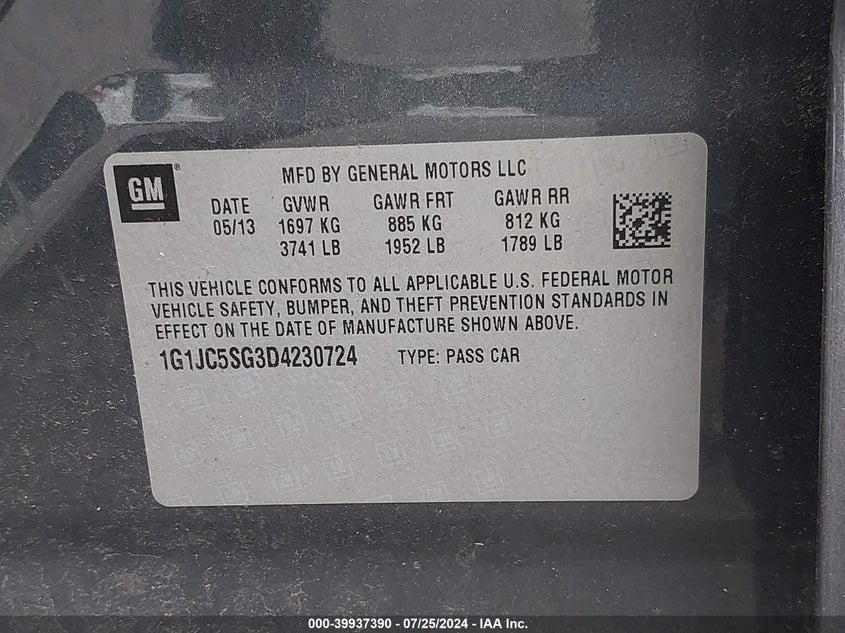 GM
MFD BY GENERAL MOTORS LLC
DATE GVWR GAWR FRT GAWR RR
05/13 1697 KG 885 KG 812 KG
3741 LB 1952 LB 1789 LB
THIS VEHICLE CONFORMS TO ALL APPLICABLE U.S. FEDERAL MOTOR
VEHICLE SAFETY, BUMPER, AND THEFT PREVENTION STANDARDS IN
EFFECT ON THE DATE OF MANUFACTURE SHOWN ABOVE.
1G1JC5SG3D4230724 TYPE: PASS CAR
000-39937390 - 07/25/2024 - IAA Inc.